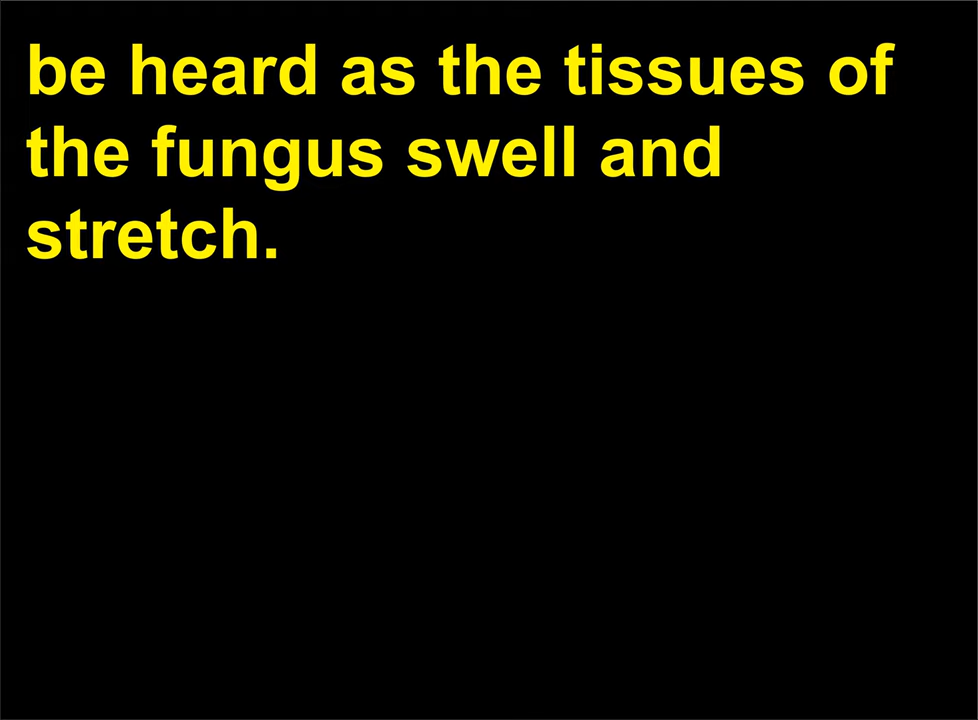 be heard as the tissues of
the fungus swell and
stretch.